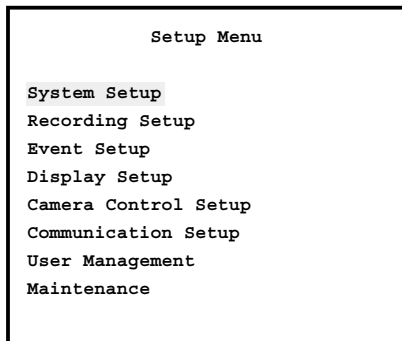 Setup Menu
System Setup
Recording Setup
Event Setup
Display Setup
Camera Control Setup
Communication Setup
User Management
Maintenance